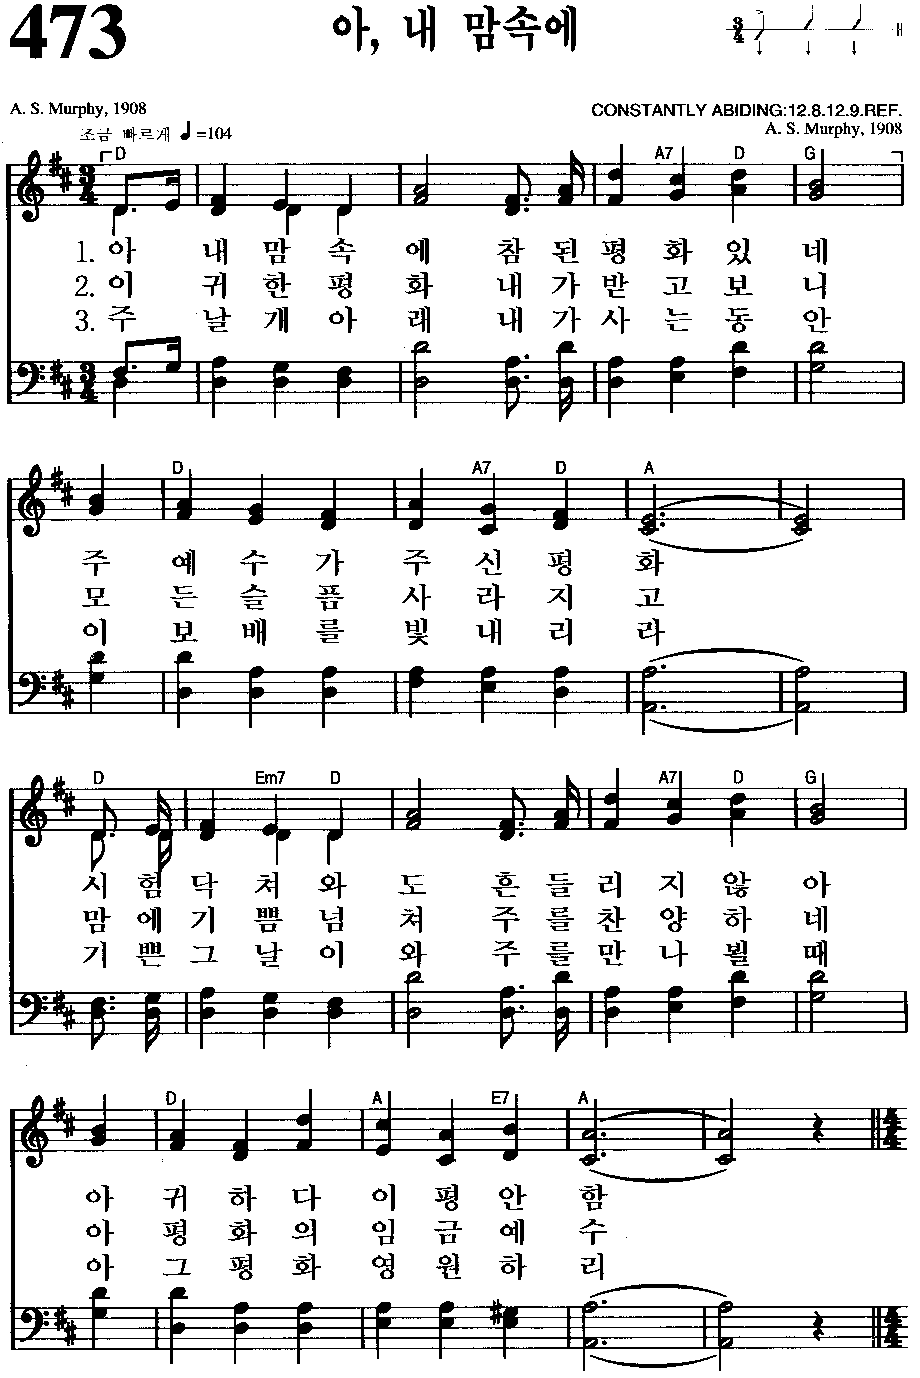 473
아, 내 맘속에
A. S. Murphy, 1908
CONSTANTLY ABIDING:12.8.12.9.REF.
A. S. Murphy, 1908
조금 빠르게 ♩=104
D A7 D G
1. 아 내 맘 속 에 참 된 평 화 있 네
2. 이 귀 한 평 화 내 가 받 고 보 니
3. 주 날 개 아 래 내 가 사 는 동 안
D A7 D A
주 예 수 가 주 신 평 화
모 든 슬 픔 사 라 지 고
이 보 배 를 빛 내 리 라
D Em7 D A7 D G
시 험 닥 쳐 와 도 흔 들 리 지 않 아
맘 에 기 쁨 넘 쳐 주 를 찬 양 하 네
기 쁜 그 날 이 와 주 를 만 나 뵐 때
D A E7 A
아 귀 하 다 이 평 안 함
아 평 화 의 임 금 예 수
아 그 평 화 영 원 하 리